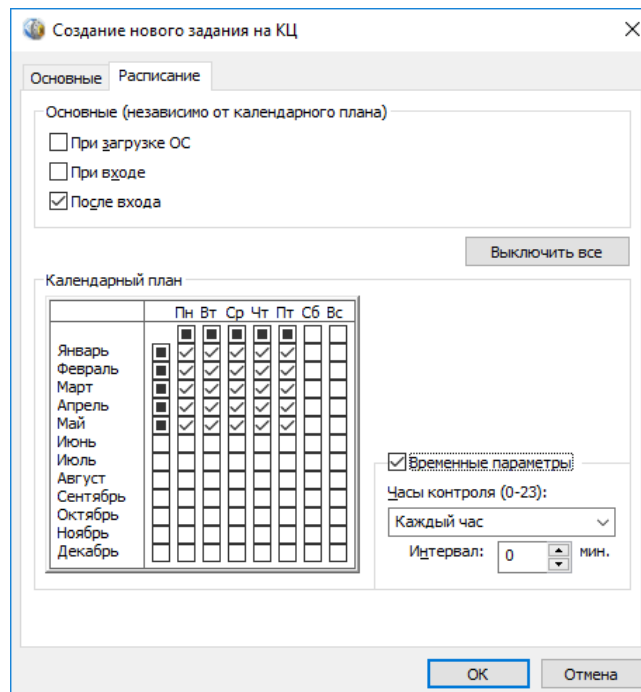 Создание нового задания на КЦ
Основные Расписание
Основные (независимо от календарного плана)
При загрузке ОС
При входе
После входа
Выключить все
Календарный план
Пн Вт Ср Чт Пт Сб Вс
Январь
Февраль
Март
Апрель
Май
Июнь
Июль
Август
Сентябрь
Октябрь
Ноябрь
Декабрь
Временные параметры
Часы контроля (0-23):
Каждый час
Интервал: 0 мин.
ОК Отмена